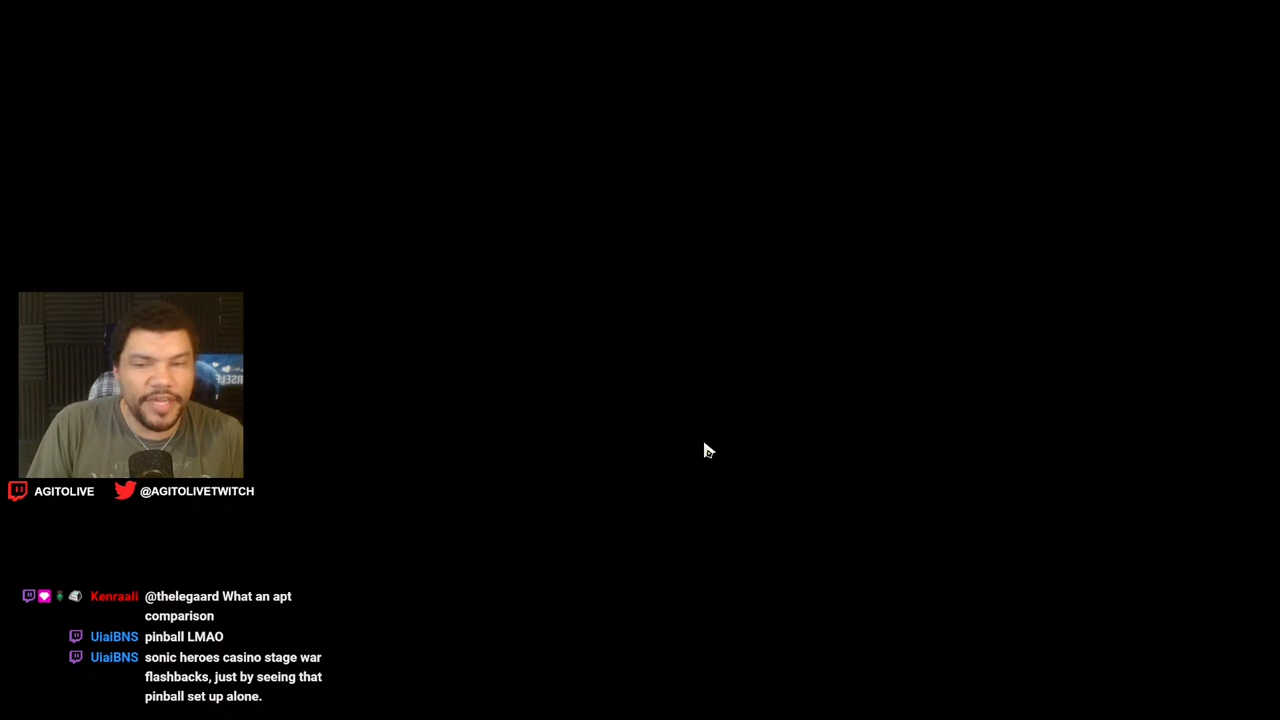 AGITOLIVE @AGITOLIVETWITCH
Kenraali @thelegaard What an apt
comparison
UiaiBNS pinball LMAO
UiaiBNS sonic heroes casino stage war
flashbacks, just by seeing that
pinball set up alone.